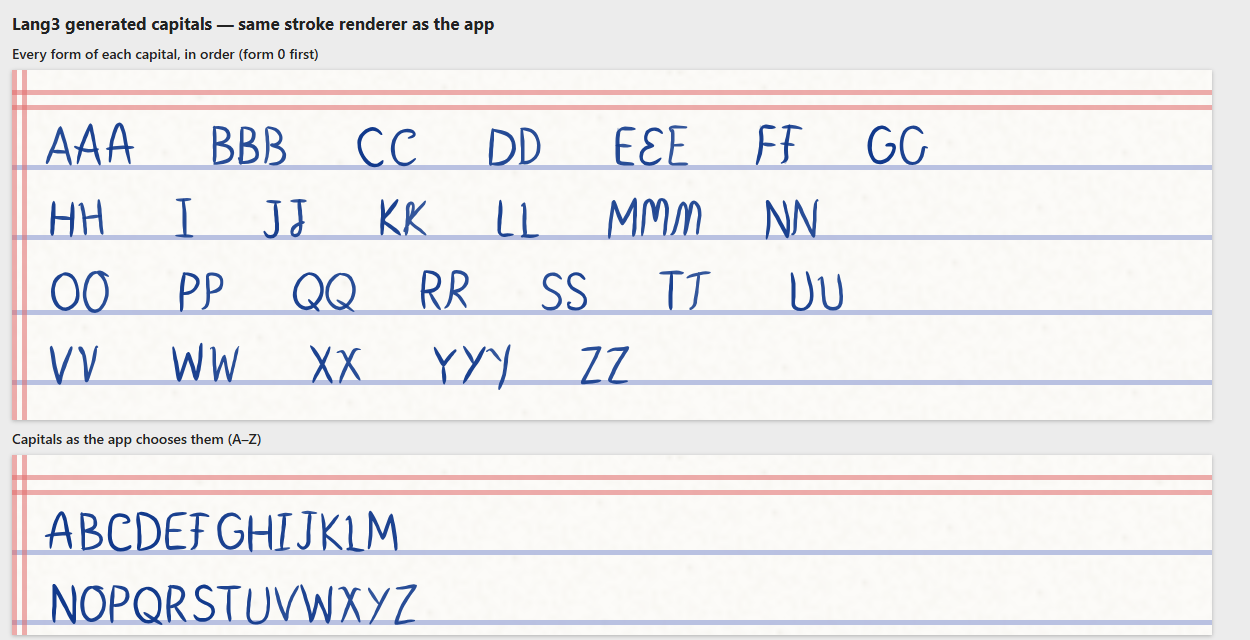 Lang3 generated capitals — same stroke renderer as the app
Every form of each capital, in order (form 0 first)
AAA BBB CC DD EEE FF GG
HH I JJ KK LL MMM NN
OO PP QQ RR SS TT UU
VV WW XX YYY ZZ
Capitals as the app chooses them (A–Z)
ABCDEFGHIJKLM
NOPQRSTUVWXYZ